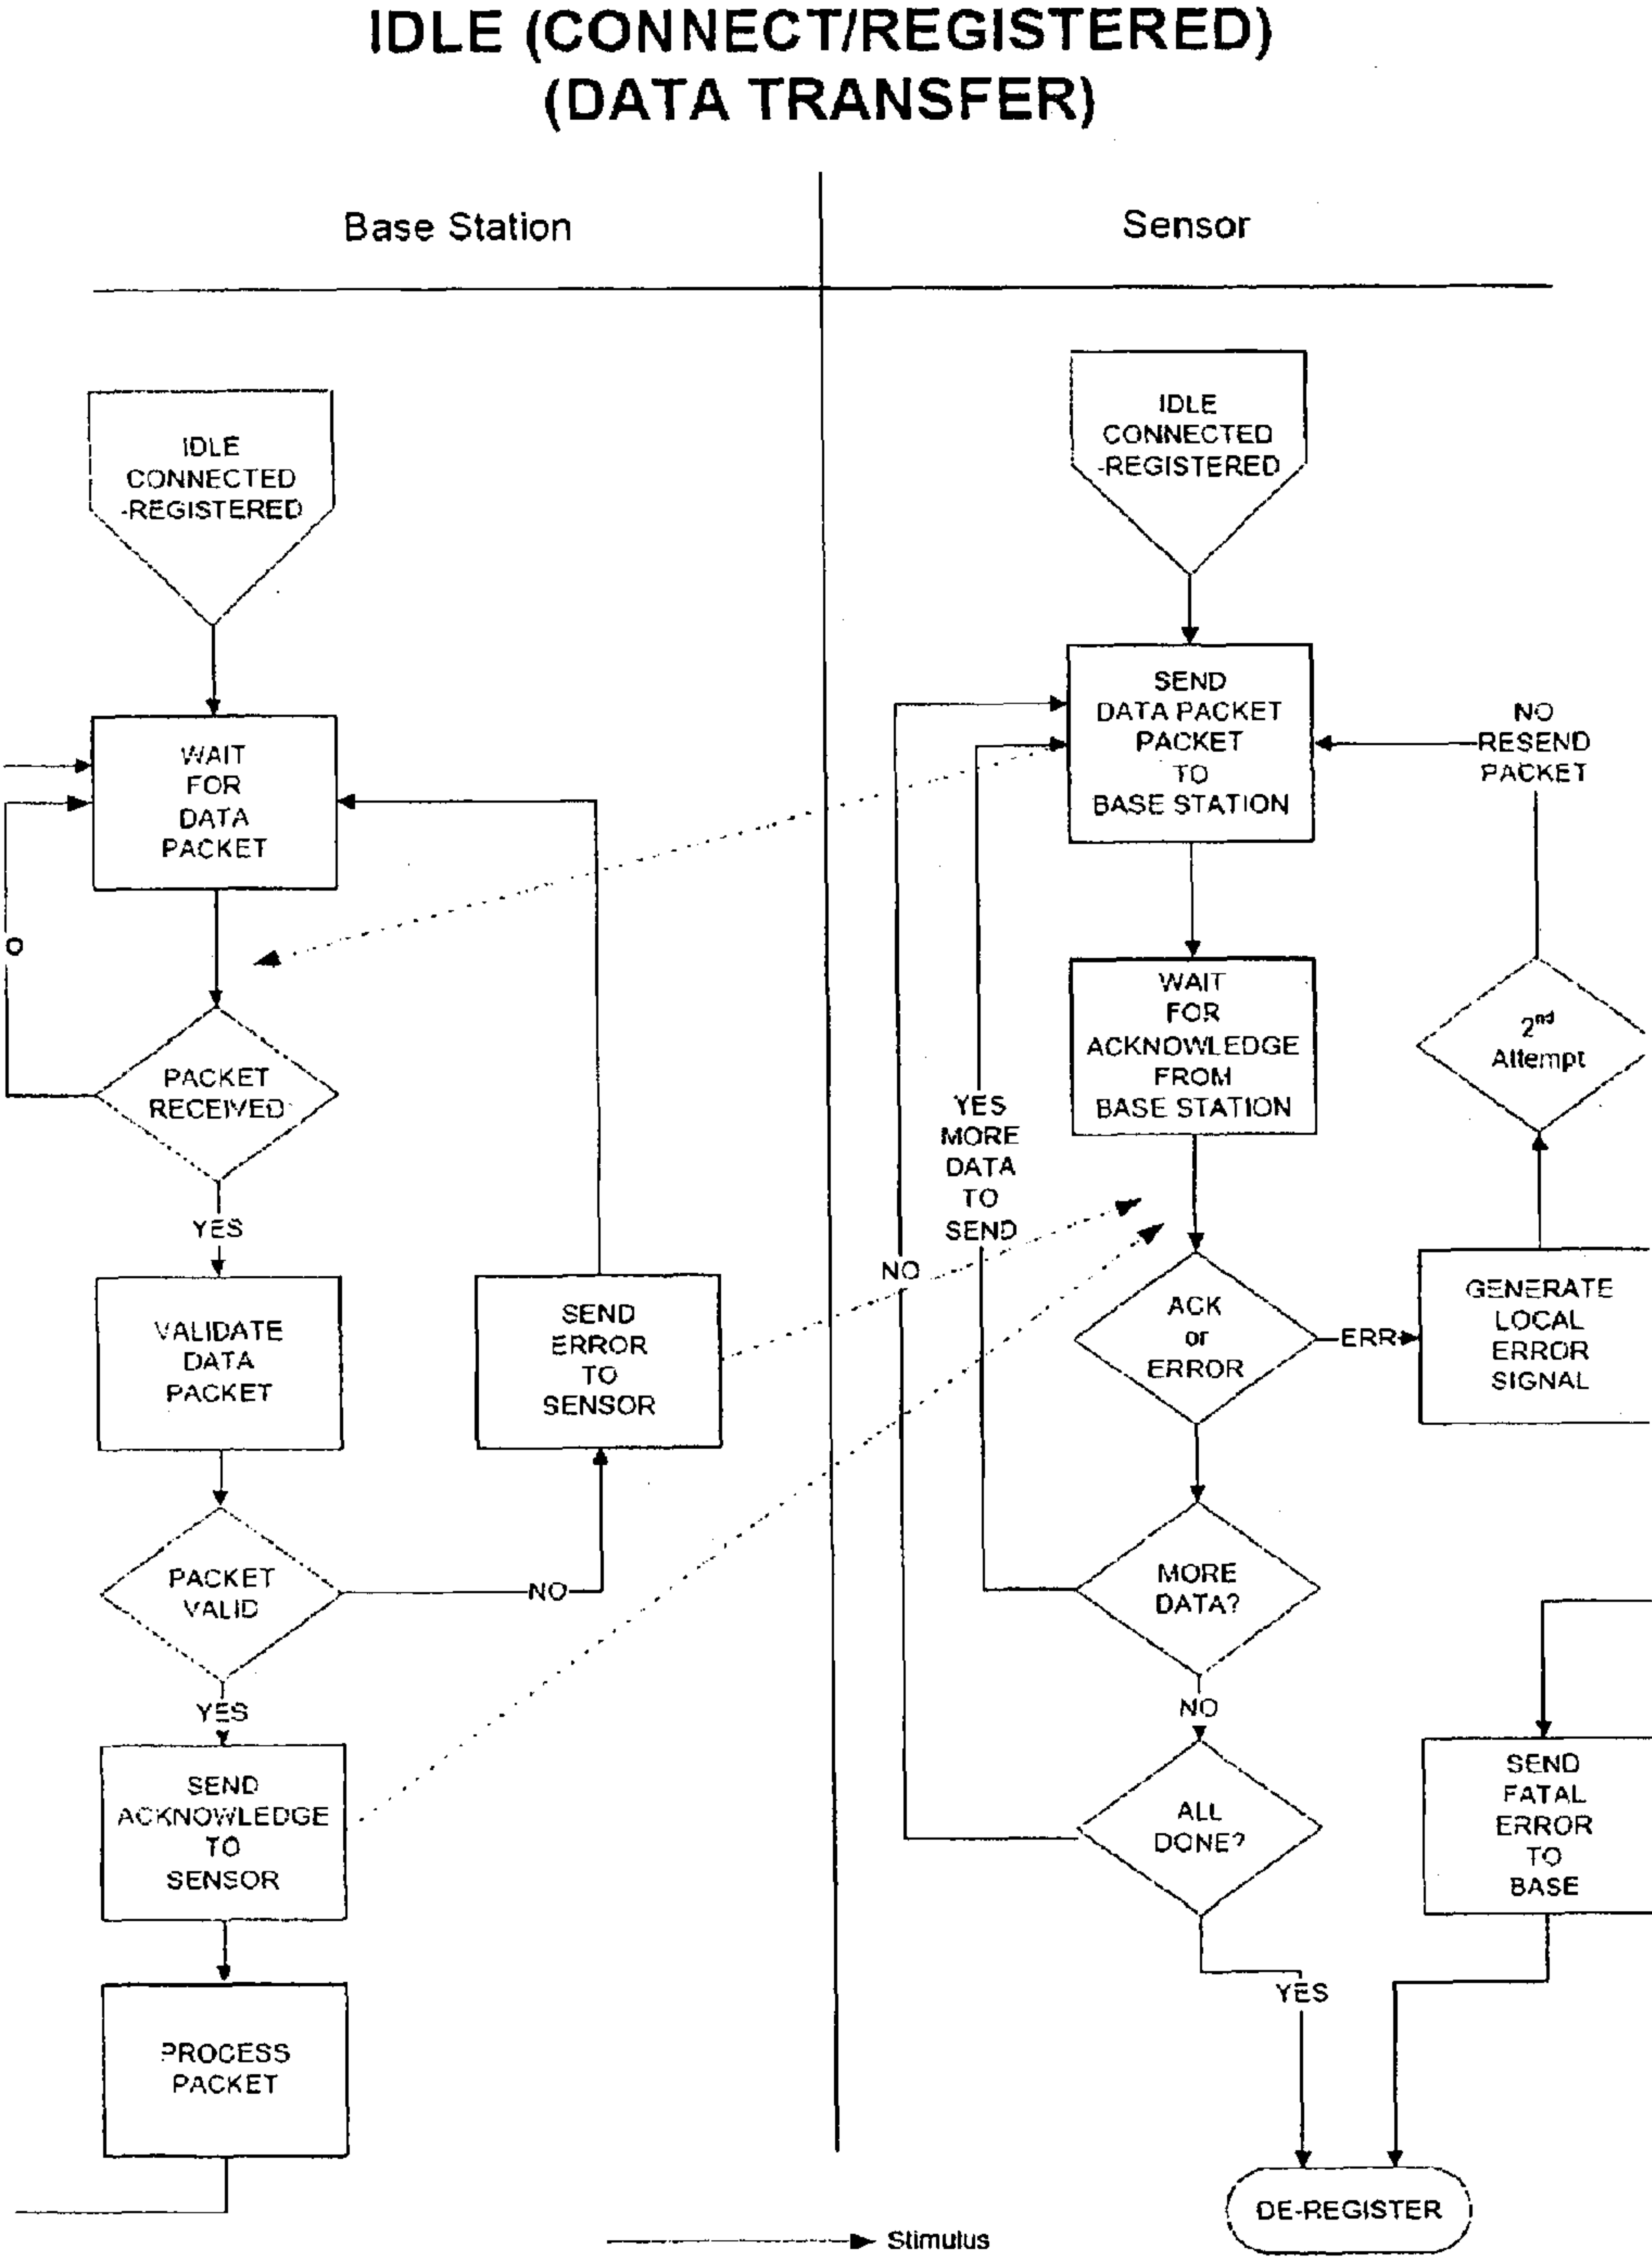 IDLE (CONNECT/REGISTERED)
(DATA TRANSFER)
Base Station
Sensor
IDLE
CONNECTED
-REGISTERED
WAIT
FOR
DATA
PACKET
O
PACKET
RECEIVED
YES
VALIDATE
DATA
PACKET
SEND
ERROR
TO
SENSOR
PACKET
VALID
NO
YES
SEND
ACKNOWLEDGE
TO
SENSOR
PROCESS
PACKET
IDLE
CONNECTED
-REGISTERED
SEND
DATA PACKET
PACKET
TO
BASE STATION
NO
RESEND
PACKET
WAIT
FOR
ACKNOWLEDGE
FROM
BASE STATION
2nd
Attempt
YES
MORE
DATA
TO
SEND
NO
ACK
or
ERROR
ERR
GENERATE
LOCAL
ERROR
SIGNAL
MORE
DATA?
NO
ALL
DONE?
SEND
FATAL
ERROR
TO
BASE
YES
DE-REGISTER
Stimulus